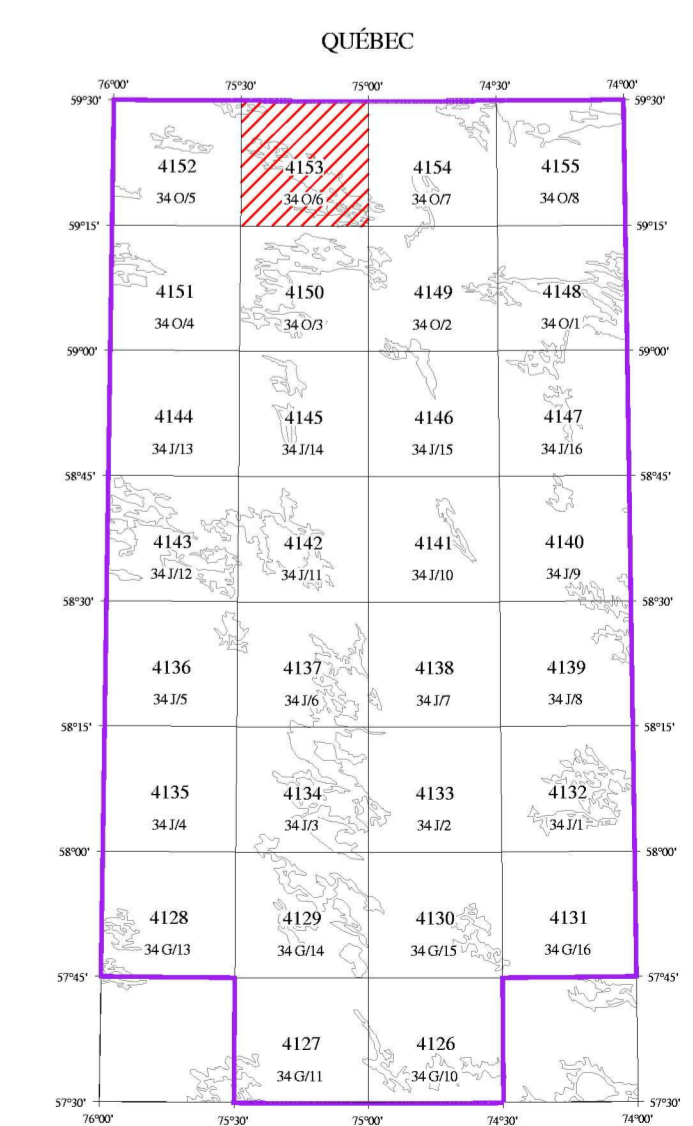 QUÉBEC
76°00' 75°30' 75°00' 74°30' 74°00'
59°30' 59°30'
4152 4153 4154 4155
34 O/5 34 O/6 34 O/7 34 O/8
59°15' 59°15'
4151 4150 4149 4148
34 O/4 34 O/3 34 O/2 34 O/1
59°00' 59°00'
4144 4145 4146 4147
34 J/13 34 J/14 34 J/15 34 J/16
58°45' 58°45'
4143 4142 4141 4140
34 J/12 34 J/11 34 J/10 34 J/9
58°30' 58°30'
4136 4137 4138 4139
34 J/5 34 J/6 34 J/7 34 J/8
58°15' 58°15'
4135 4134 4133 4132
34 J/4 34 J/3 34 J/2 34 J/1
58°00' 58°00'
4128 4129 4130 4131
34 G/13 34 G/14 34 G/15 34 G/16
57°45' 57°45'
4127 4126
34 G/11 34 G/10
57°30' 57°30'
76°00' 75°30' 75°00' 74°30' 74°00'